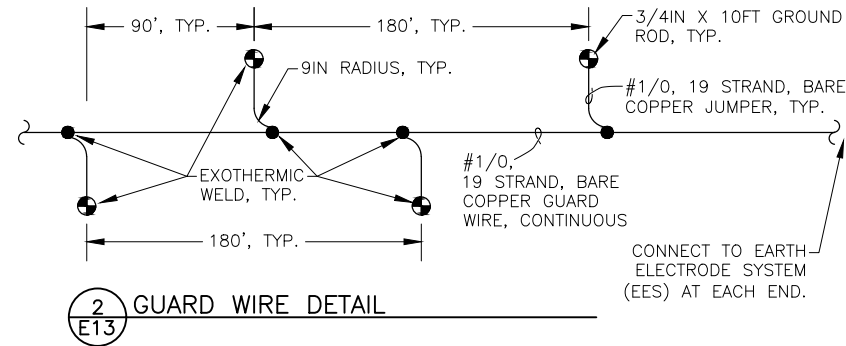 90', TYP.
180', TYP.
3/4IN X 10FT GROUND
ROD, TYP.
9IN RADIUS, TYP.
#1/0, 19 STRAND, BARE
COPPER JUMPER, TYP.
EXOTHERMIC
WELD, TYP.
#1/0,
19 STRAND, BARE
COPPER GUARD
WIRE, CONTINUOUS
180', TYP.
CONNECT TO EARTH
ELECTRODE SYSTEM
(EES) AT EACH END.
2
E13
GUARD WIRE DETAIL